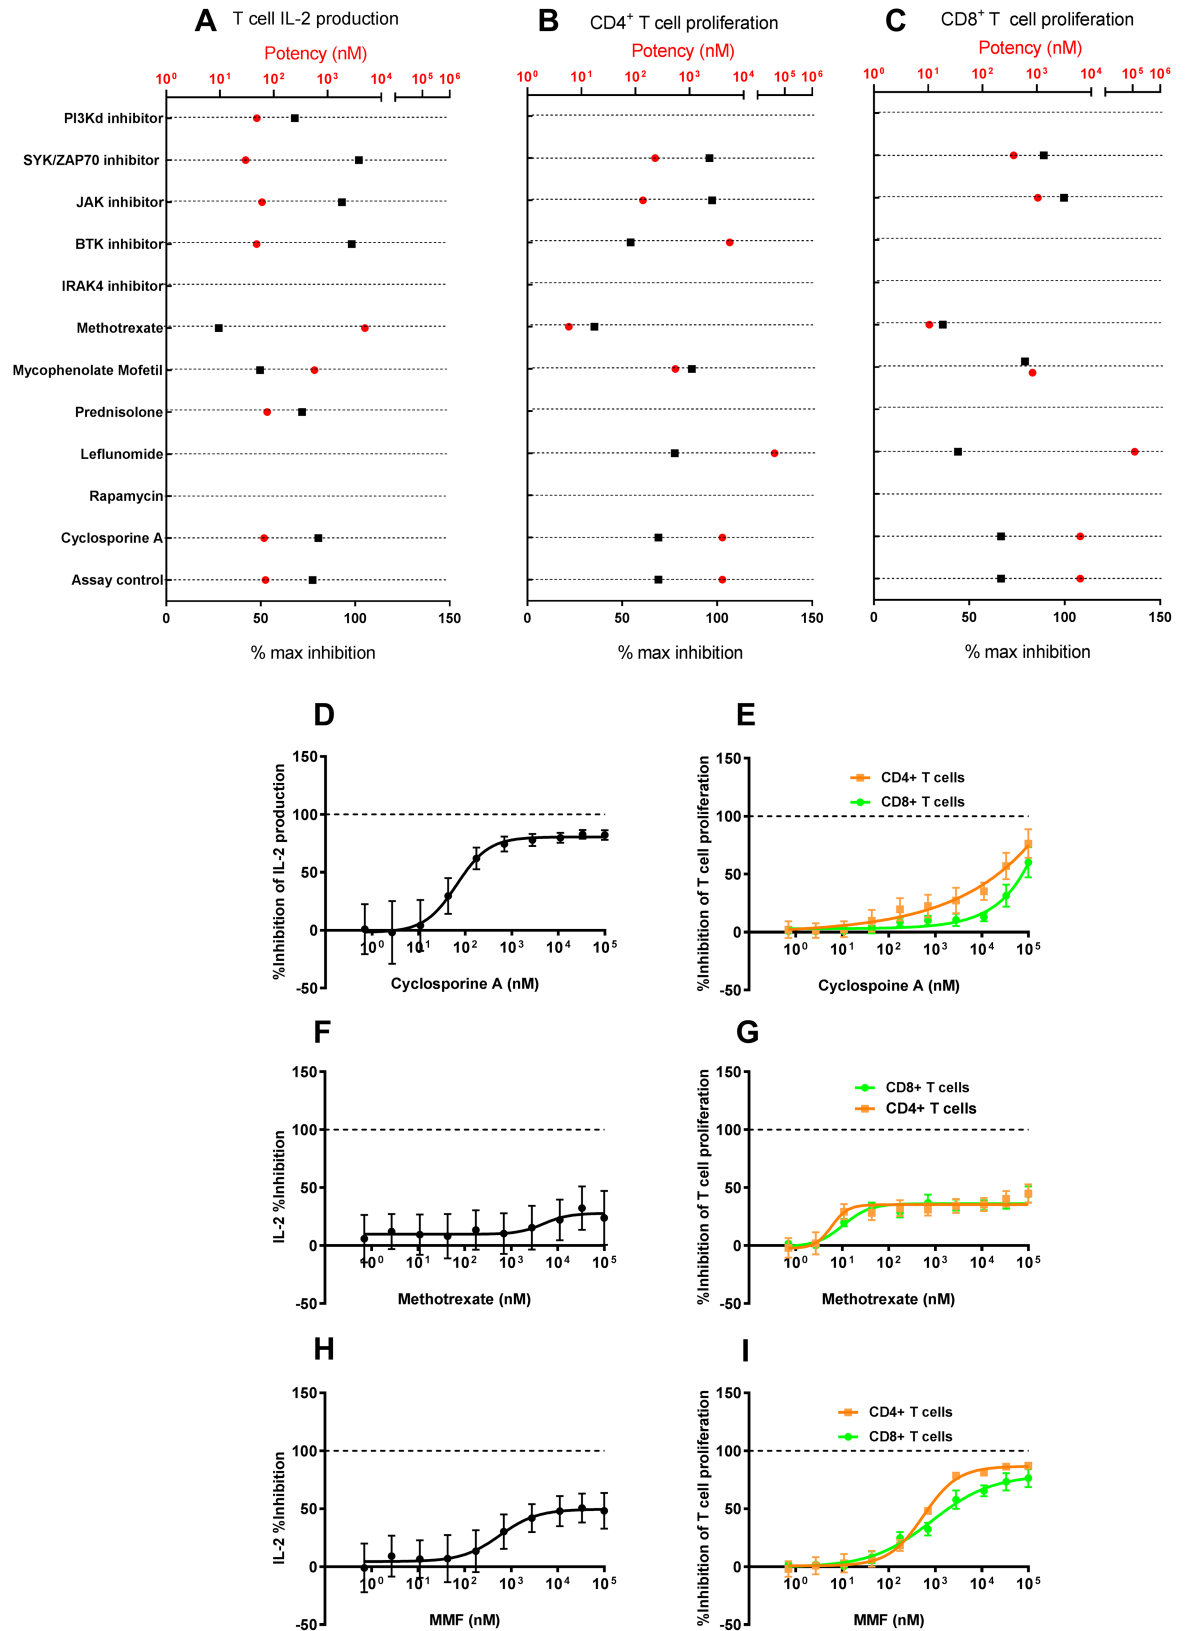 A T cell IL-2 production
Potency (nM)
10⁰ 10¹ 10² 10³ 10⁴ 10⁵ 10⁶
B CD4⁺ T cell proliferation
Potency (nM)
10⁰ 10² 10³ 10⁴ 10⁵ 10⁶
C CD8⁺ T cell proliferation
Potency (nM)
10⁰ 10¹ 10² 10³ 10⁴ 10⁵ 10⁶
PI3Kd inhibitor
SYK/ZAP70 inhibitor
JAK inhibitor
BTK inhibitor
IRAK4 inhibitor
Methotrexate
Mycophenolate Mofetil
Prednisolone
Leflunomide
Rapamycin
Cyclosporine A
Assay control
0 50 100 150
% max inhibition
0 50 100 150
% max inhibition
0 50 100 150
% max inhibition
D
%Inhibition of IL-2 production
150
100
50
0
-50
10⁰ 10¹ 10² 10³ 10⁴ 10⁵
Cyclosporine A (nM)
E
%Inhibition of T cell proliferation
150
100
50
0
-50
CD4+ T cells
CD8+ T cells
10⁰ 10¹ 10² 10³ 10⁴ 10⁵
Cyclospoine A (nM)
F
IL-2 %Inhibition
150
100
50
0
-50
10⁰ 10¹ 10² 10³ 10⁴ 10⁵
Methotrexate (nM)
G
%Inhibition of T cell proliferation
150
100
50
0
-50
CD8+ T cells
CD4+ T cells
10⁰ 10¹ 10² 10³ 10⁴ 10⁵
Methotrexate (nM)
H
IL-2 %Inhibition
150
100
50
0
-50
10⁰ 10¹ 10² 10³ 10⁴ 10⁵
MMF (nM)
I
%Inhibition of T cell proliferation
150
100
50
0
-50
CD4+ T cells
CD8+ T cells
10⁰ 10¹ 10² 10³ 10⁴ 10⁵
MMF (nM)